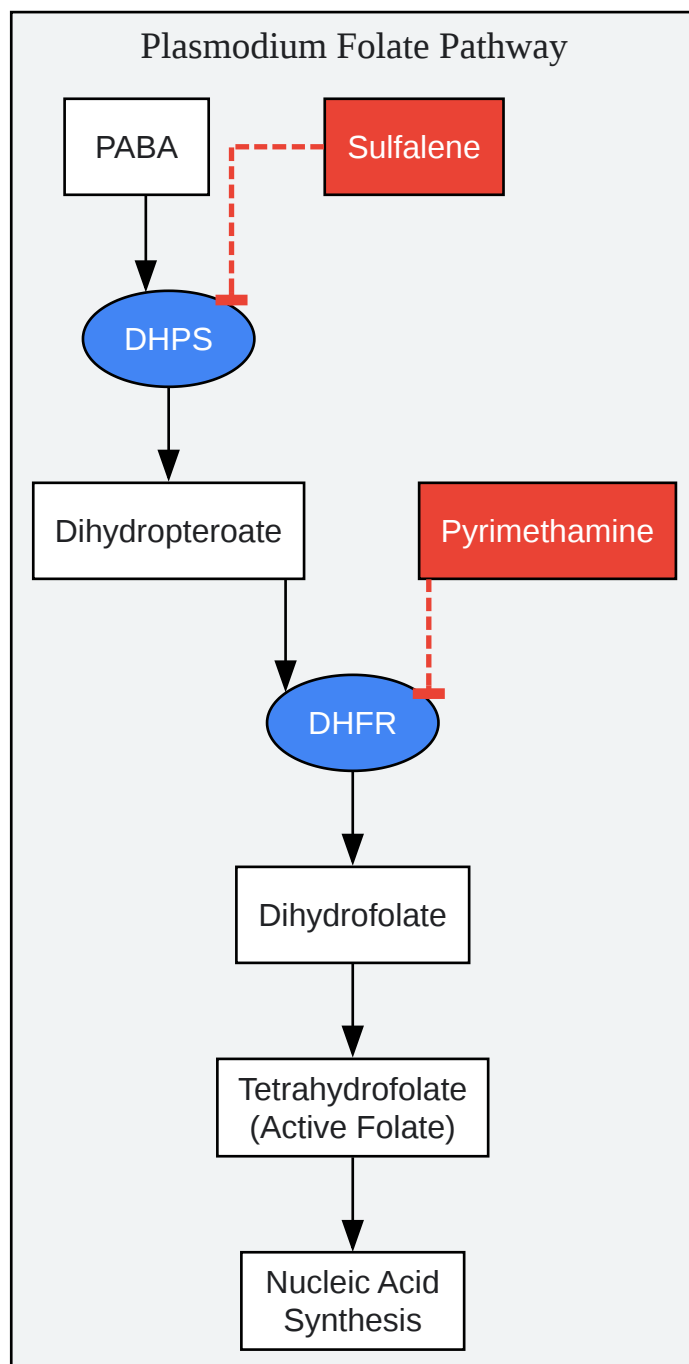 Plasmodium Folate Pathway
PABA
Sulfalene
DHPS
Dihydropteroate
Pyrimethamine
DHFR
Dihydrofolate
Tetrahydrofolate
(Active Folate)
Nucleic Acid
Synthesis